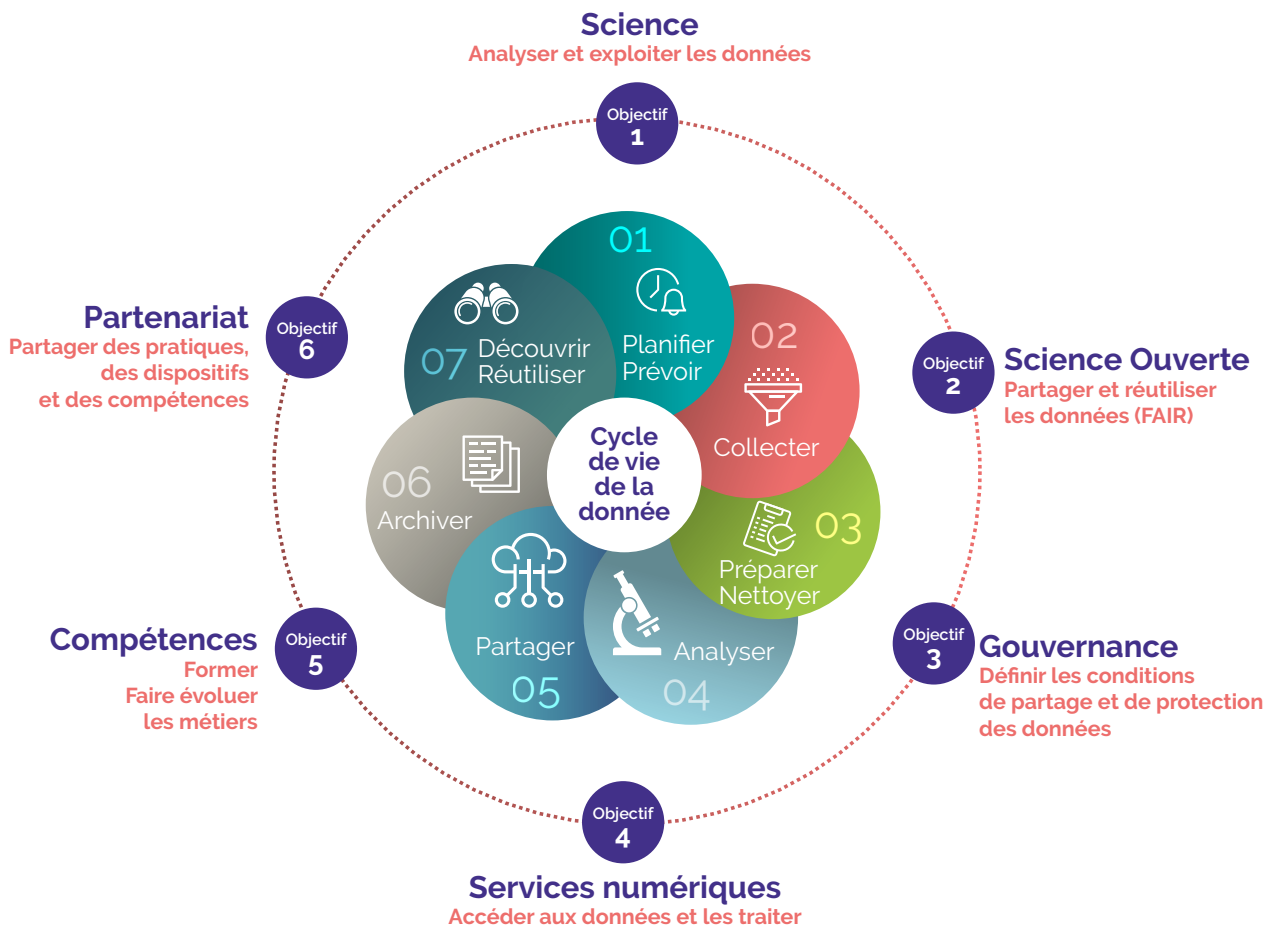 Science
Analyser et exploiter les données
Objectif
1
Objectif
2
Science Ouverte
Partager et réutiliser
les données (FAIR)
Objectif
3
Gouvernance
Définir les conditions
de partage et de protection
des données
Objectif
4
Services numériques
Accéder aux données et les traiter
Compétences
Former
Faire évoluer
les métiers
Objectif
5
Partenariat
Partager des pratiques,
des dispositifs
et des compétences
Objectif
6
Cycle
de vie
de la
donnée
01
Planifier
Prévoir
02
Collecter
03
Préparer
Nettoyer
Analyser
04
Partager
05
06
Archiver
07
Découvrir
Réutiliser